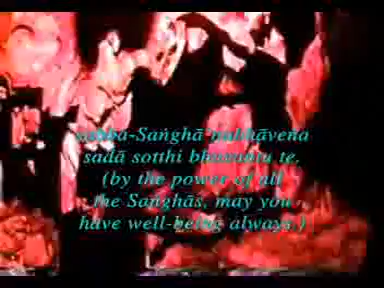 sabba-Saṅghā nubhāvena
sadā sotthi bhavantu te.
(by the power of all
the Saṅghās, may you
have well-being always.)